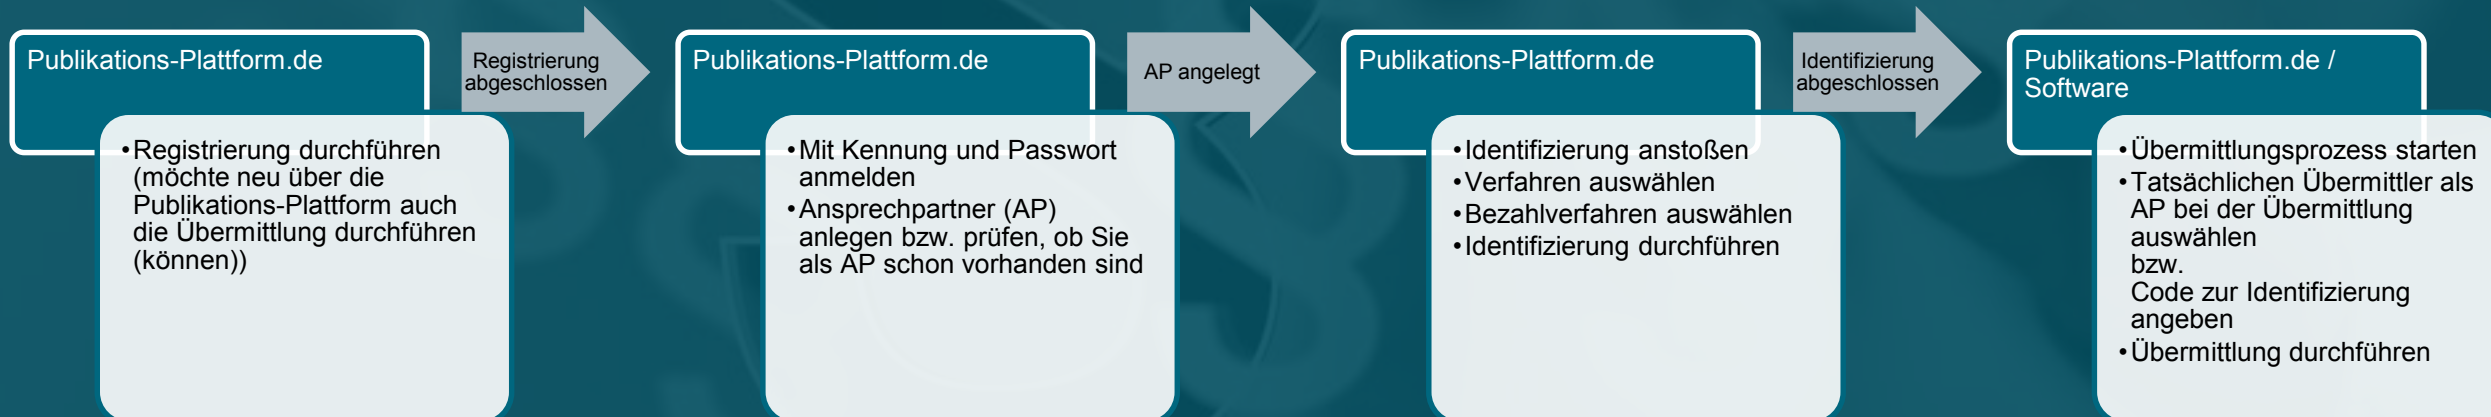 Publikations-Plattform.de
•Registrierung durchführen
(möchte neu über die
Publikations-Plattform auch
die Übermittlung durchführen
(können))
Registrierung
abgeschlossen
Publikations-Plattform.de
•Mit Kennung und Passwort
anmelden
•Ansprechpartner (AP)
anlegen bzw. prüfen, ob Sie
als AP schon vorhanden sind
AP angelegt
Publikations-Plattform.de
•Identifizierung anstoßen
•Verfahren auswählen
•Bezahlverfahren auswählen
•Identifizierung durchführen
Identifizierung
abgeschlossen
Publikations-Plattform.de /
Software
•Übermittlungsprozess starten
•Tatsächlichen Übermittler als
AP bei der Übermittlung
auswählen
bzw.
Code zur Identifizierung
angeben
•Übermittlung durchführen